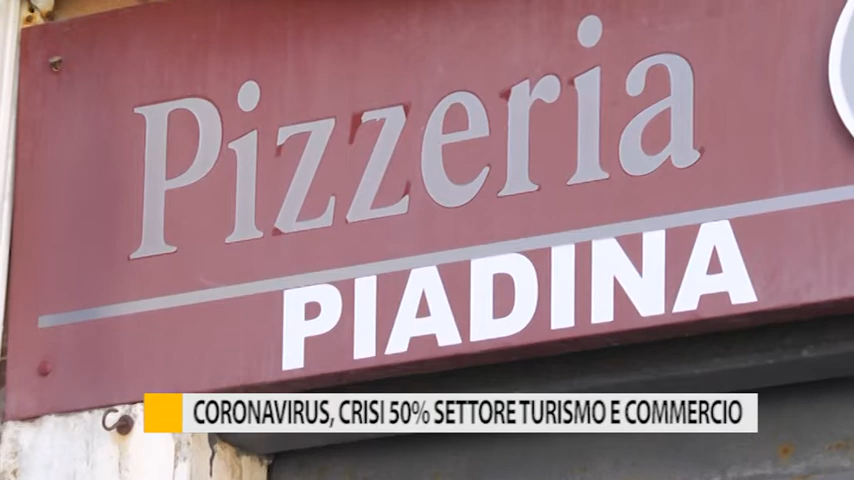 Pizzeria
PIADINA
CORONAVIRUS, CRISI 50% SETTORE TURISMO E COMMERCIO